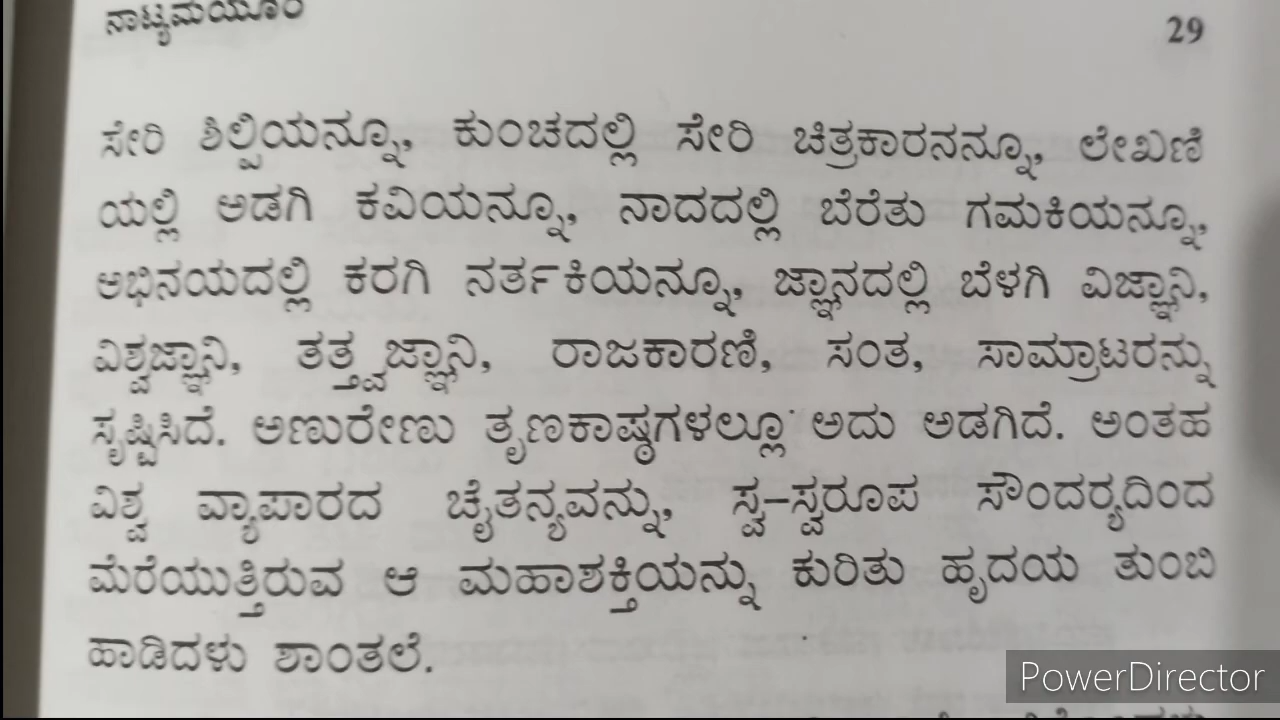 ನಾಟ್ಯಮಯೂರಿ 29
ಸೇರಿ ಶಿಲ್ಪಿಯನ್ನೂ, ಕುಂಚದಲ್ಲಿ ಸೇರಿ ಚಿತ್ರಕಾರನನ್ನೂ, ಲೇಖಣಿ
ಯಲ್ಲಿ ಅಡಗಿ ಕವಿಯನ್ನೂ, ನಾದದಲ್ಲಿ ಬೆರೆತು ಗಮಕಿಯನ್ನೂ,
ಅಭಿನಯದಲ್ಲಿ ಕರಗಿ ನರ್ತಕಿಯನ್ನೂ, ಜ್ಞಾನದಲ್ಲಿ ಬೆಳಗಿ ವಿಜ್ಞಾನಿ,
ವಿಶ್ವಜ್ಞಾನಿ, ತತ್ತ್ವಜ್ಞಾನಿ, ರಾಜಕಾರಣಿ, ಸಂತ, ಸಾಮ್ರಾಟರನ್ನು
ಸೃಷ್ಟಿಸಿದೆ. ಅಣುರೇಣು ತೃಣಕಾಷ್ಠಗಳಲ್ಲೂ ಅದು ಅಡಗಿದೆ. ಅಂತಹ
ವಿಶ್ವ ವ್ಯಾಪಾರದ ಚೈತನ್ಯವನ್ನು, ಸ್ವ-ಸ್ವರೂಪ ಸೌಂದರ‍್ಯದಿಂದ
ಮೆರೆಯುತ್ತಿರುವ ಆ ಮಹಾಶಕ್ತಿಯನ್ನು ಕುರಿತು ಹೃದಯ ತುಂಬಿ
ಹಾಡಿದಳು ಶಾಂತಲೆ.
PowerDirector